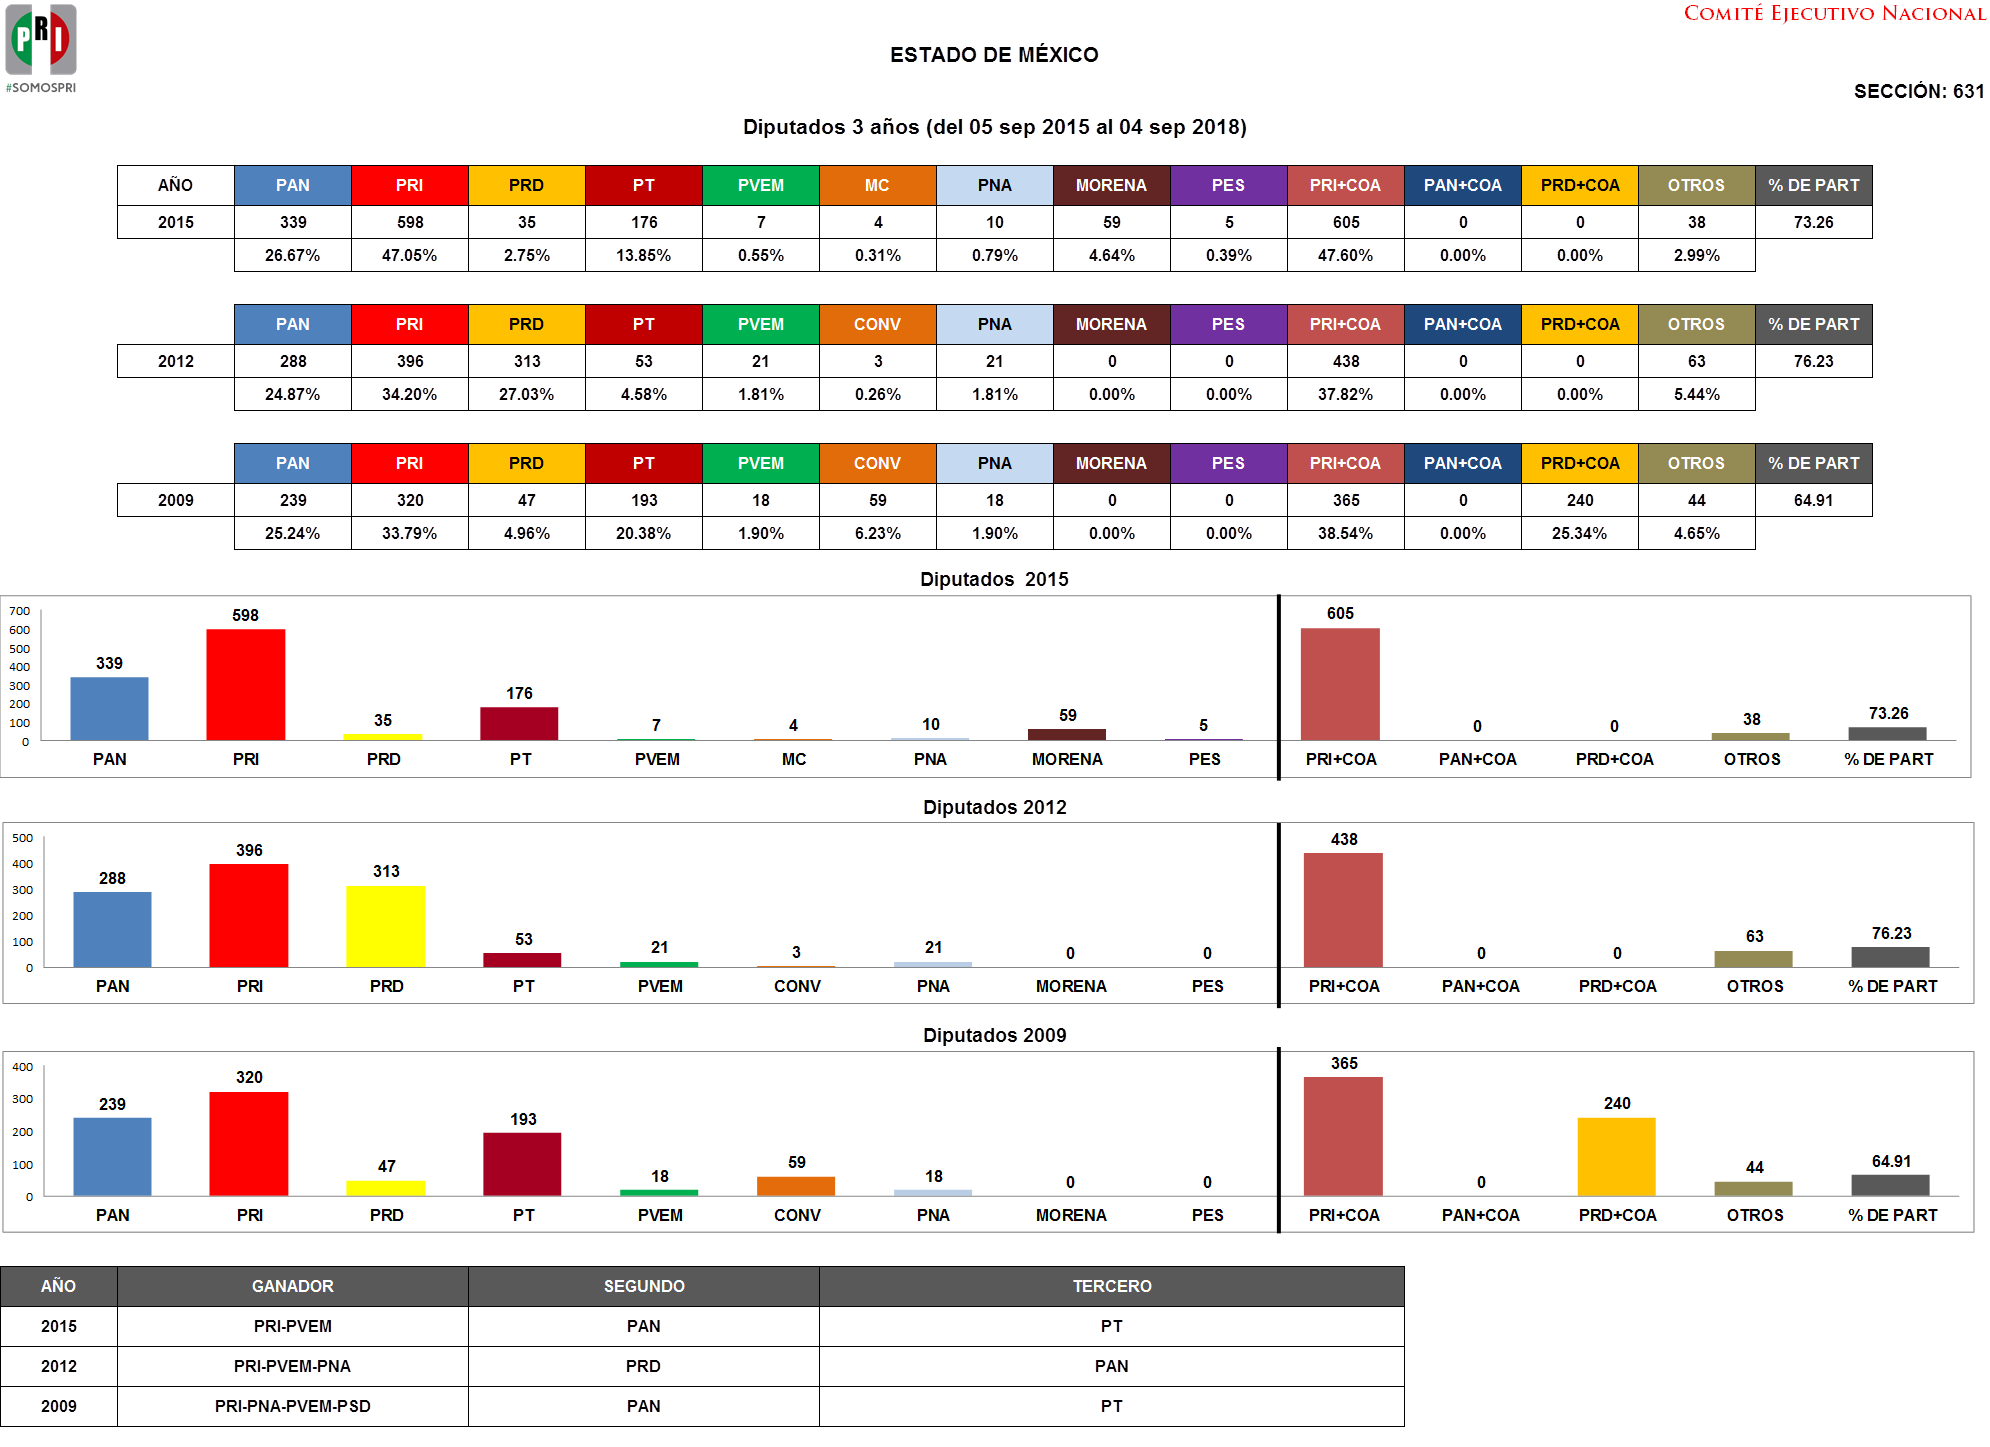 PRI
#SOMOSPRI
COMITÉ EJECUTIVO NACIONAL
ESTADO DE MÉXICO
SECCIÓN: 631
Diputados 3 años (del 05 sep 2015 al 04 sep 2018)
AÑO PAN PRI PRD PT PVEM MC PNA MORENA PES PRI+COA PAN+COA PRD+COA OTROS % DE PART
2015 339 598 35 176 7 4 10 59 5 605 0 0 38 73.26
26.67% 47.05% 2.75% 13.85% 0.55% 0.31% 0.79% 4.64% 0.39% 47.60% 0.00% 0.00% 2.99%
PAN PRI PRD PT PVEM CONV PNA MORENA PES PRI+COA PAN+COA PRD+COA OTROS % DE PART
2012 288 396 313 53 21 3 21 0 0 438 0 0 63 76.23
24.87% 34.20% 27.03% 4.58% 1.81% 0.26% 1.81% 0.00% 0.00% 37.82% 0.00% 0.00% 5.44%
PAN PRI PRD PT PVEM CONV PNA MORENA PES PRI+COA PAN+COA PRD+COA OTROS % DE PART
2009 239 320 47 193 18 59 18 0 0 365 0 240 44 64.91
25.24% 33.79% 4.96% 20.38% 1.90% 6.23% 1.90% 0.00% 0.00% 38.54% 0.00% 25.34% 4.65%
Diputados 2015
700
600
500
400
300
200
100
0
339 598 35 176 7 4 10 59 5 605 0 0 38 73.26
PAN PRI PRD PT PVEM MC PNA MORENA PES PRI+COA PAN+COA PRD+COA OTROS % DE PART
Diputados 2012
500
400
300
200
100
0
288 396 313 53 21 3 21 0 0 438 0 0 63 76.23
PAN PRI PRD PT PVEM CONV PNA MORENA PES PRI+COA PAN+COA PRD+COA OTROS % DE PART
Diputados 2009
400
300
200
100
0
239 320 47 193 18 59 18 0 0 365 0 240 44 64.91
PAN PRI PRD PT PVEM CONV PNA MORENA PES PRI+COA PAN+COA PRD+COA OTROS % DE PART
AÑO GANADOR SEGUNDO TERCERO
2015 PRI-PVEM PAN PT
2012 PRI-PVEM-PNA PRD PAN
2009 PRI-PNA-PVEM-PSD PAN PT